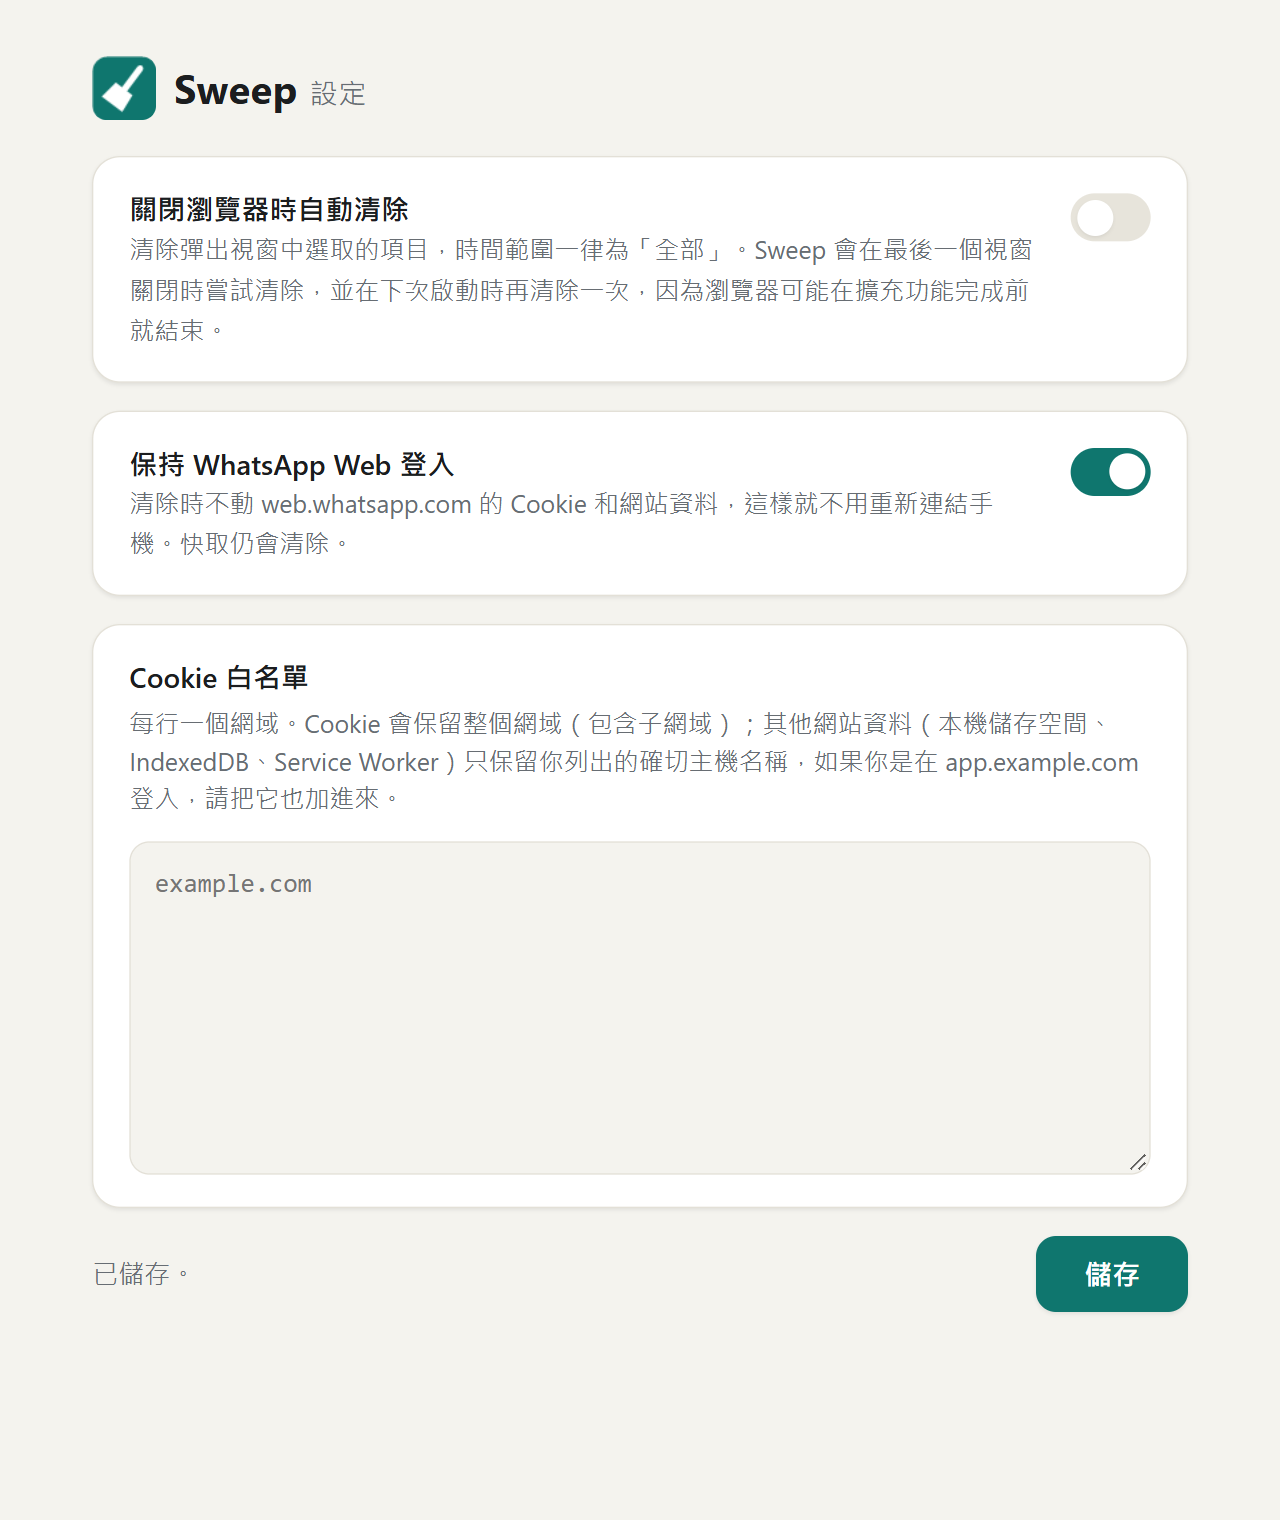 Sweep 設定
關閉瀏覽器時自動清除
清除彈出視窗中選取的項目，時間範圍一律為「全部」。Sweep 會在最後一個視窗
關閉時嘗試清除，並在下次啟動時再清除一次，因為瀏覽器可能在擴充功能完成前
就結束。
保持 WhatsApp Web 登入
清除時不動 web.whatsapp.com 的 Cookie 和網站資料，這樣就不用重新連結手
機。快取仍會清除。
Cookie 白名單
每行一個網域。Cookie 會保留整個網域（包含子網域）；其他網站資料（本機儲存空間、
IndexedDB、Service Worker）只保留你列出的確切主機名稱，如果你是在 app.example.com
登入，請把它也加進來。
example.com
已儲存。
儲存